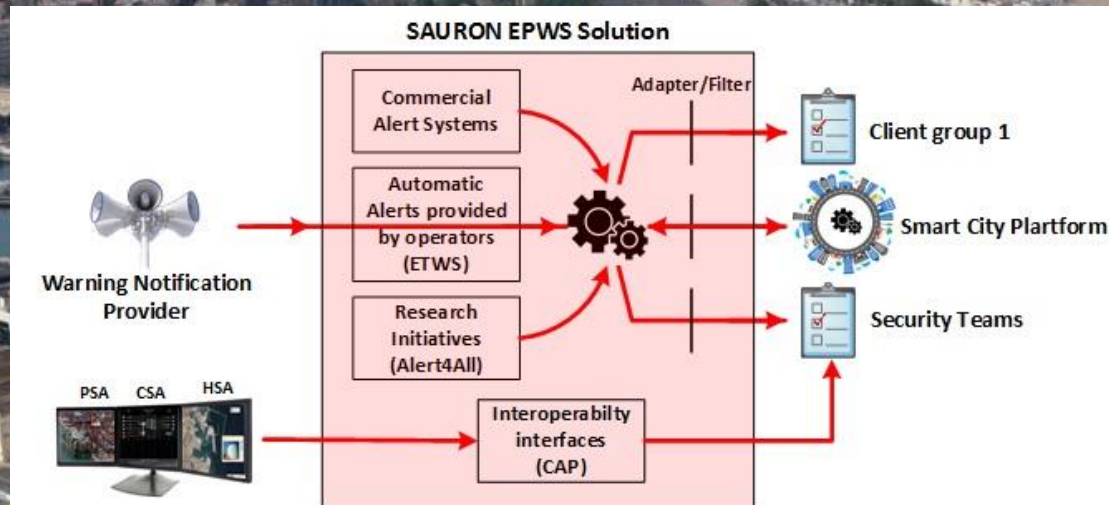 SAURON EPWS Solution
Commercial
Alert Systems
Adapter/Filter
Client group 1
Automatic
Alerts provided
by operators
(ETWS)
Smart City Plartform
Warning Notification
Provider
Research
Initiatives
(Alert4All)
Security Teams
PSA CSA HSA
Interoperabilty
interfaces
(CAP)